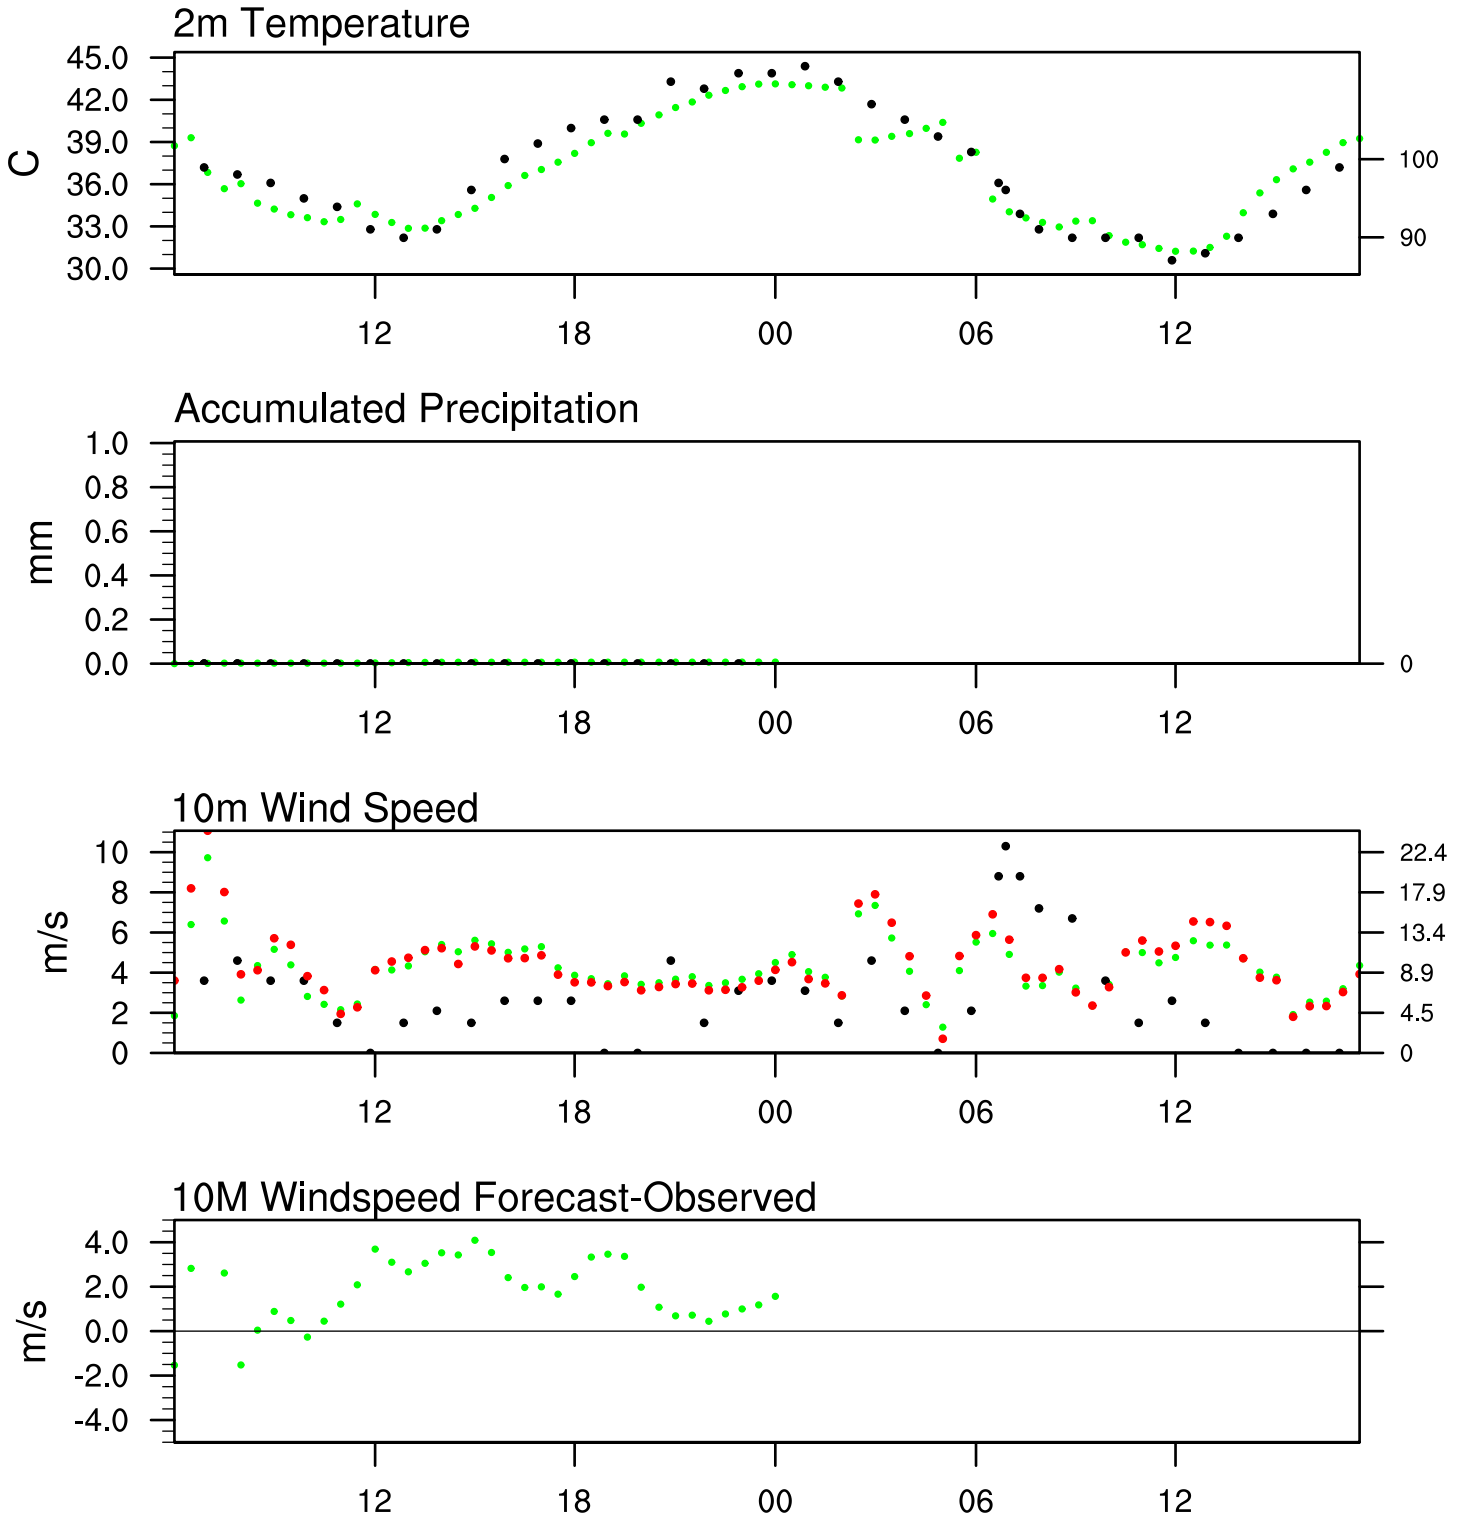 2m Temperature
45.0
42.0
39.0
36.0
33.0
30.0
C
100
90
12 18 00 06 12
Accumulated Precipitation
1.0
0.8
0.6
0.4
0.2
0.0
mm
0
12 18 00 06 12
10m Wind Speed
10
8
6
4
2
0
m/s
22.4
17.9
13.4
8.9
4.5
0
12 18 00 06 12
10M Windspeed Forecast-Observed
4.0
2.0
0.0
-2.0
-4.0
m/s
12 18 00 06 12